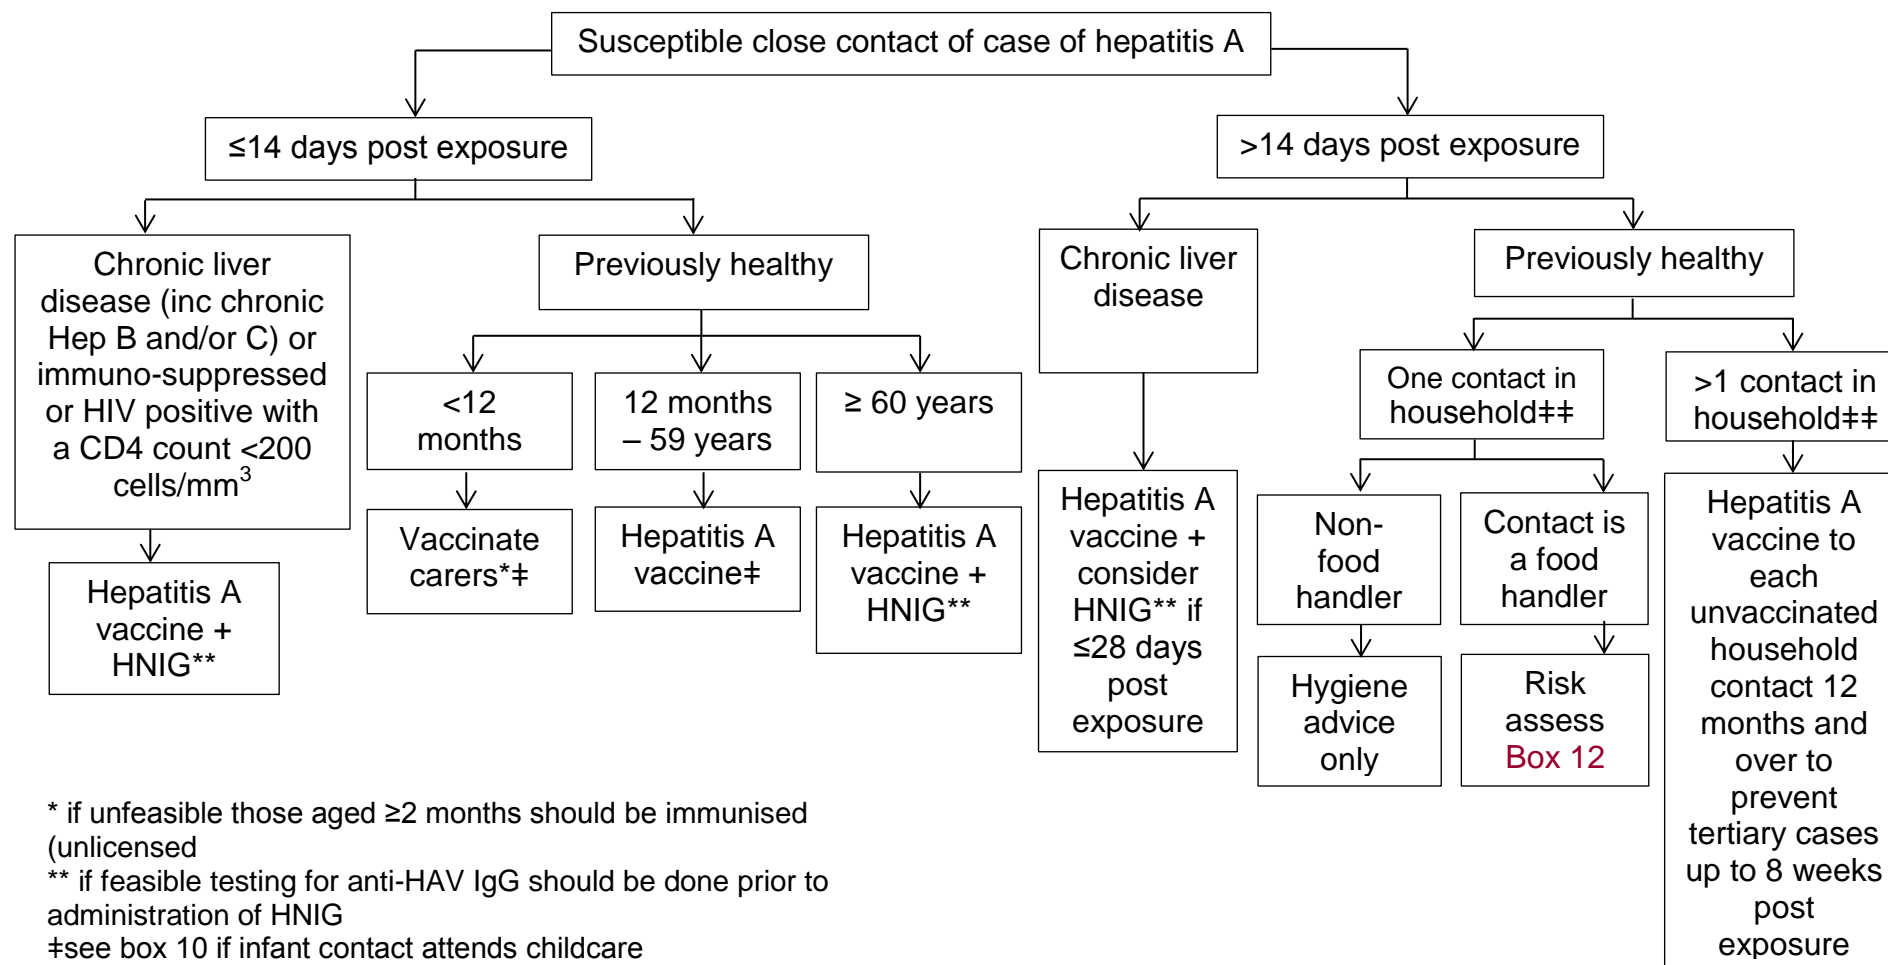 Susceptible close contact of case of hepatitis A
≤14 days post exposure
>14 days post exposure
Chronic liver
disease (inc chronic
Hep B and/or C) or
immuno-suppressed
or HIV positive with
a CD4 count <200
cells/mm³
Previously healthy
Chronic liver
disease
Previously healthy
<12
months
12 months
– 59 years
≥ 60 years
One contact in
household‡‡
>1 contact in
household‡‡
Hepatitis A
vaccine +
HNIG**
Vaccinate
carers*‡
Hepatitis A
vaccine‡
Hepatitis A
vaccine +
HNIG**
Hepatitis A
vaccine +
consider
HNIG** if
≤28 days
post
exposure
Non-
food
handler
Contact is
a food
handler
Hygiene
advice
only
Risk
assess
Box 12
Hepatitis A
vaccine to
each
unvaccinated
household
contact 12
months and
over to
prevent
tertiary cases
up to 8 weeks
post
exposure
* if unfeasible those aged ≥2 months should be immunised
(unlicensed
** if feasible testing for anti-HAV IgG should be done prior to
administration of HNIG
‡see box 10 if infant contact attends childcare